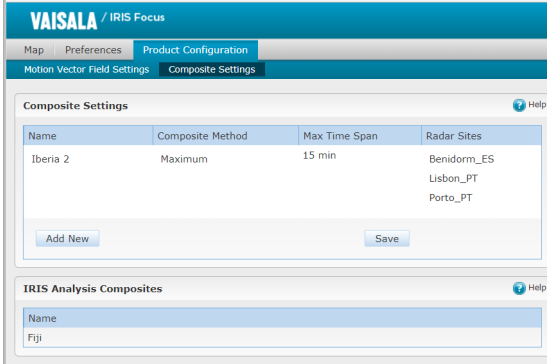 VAISALA / IRIS Focus
Map Preferences Product Configuration
Motion Vector Field Settings Composite Settings
Composite Settings ? Help
Name Composite Method Max Time Span Radar Sites
Iberia 2 Maximum 15 min Benidorm_ES
Lisbon_PT
Porto_PT
Add New Save
IRIS Analysis Composites ? Help
Name
Fiji